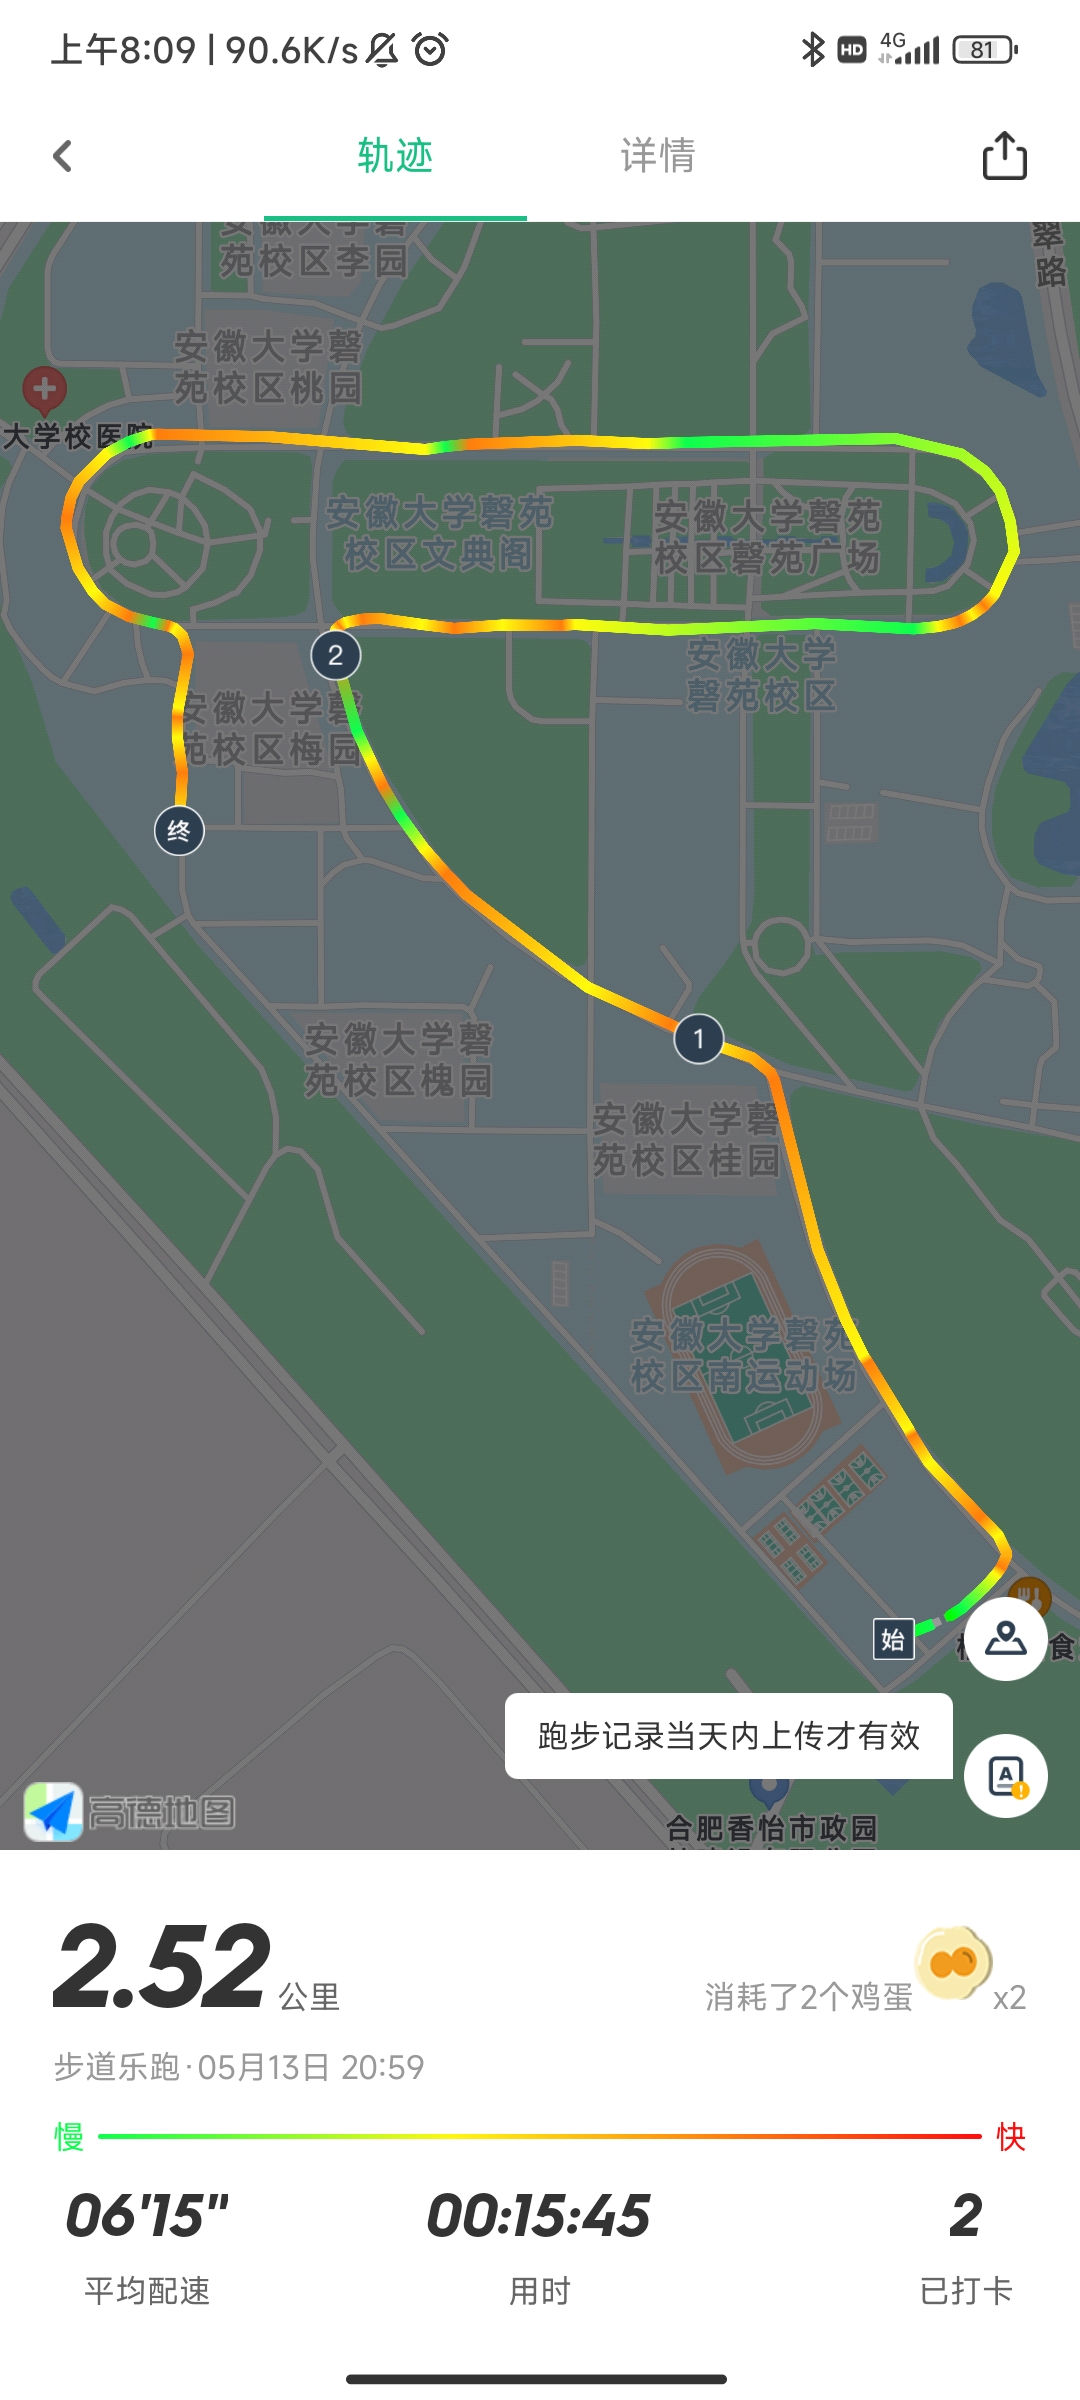 上午8:09 | 90.6K/s
HD 4G 81
轨迹
详情
安徽大学磬
苑校区李园
翠
路
安徽大学磬
苑校区桃园
大学校医院
安徽大学磬苑
校区文典阁
安徽大学磬苑
校区磬苑广场
2
安徽大学
磬苑校区
安徽大学磬
苑校区梅园
终
1
安徽大学磬
苑校区槐园
安徽大学磬
苑校区桂园
安徽大学磬苑
校区南运动场
始
食
跑步记录当天内上传才有效
A
高德地图
合肥香怡市政园
2.52 公里
消耗了2个鸡蛋 x2
步道乐跑·05月13日 20:59
慢
快
06'15"
00:15:45
2
平均配速
用时
已打卡